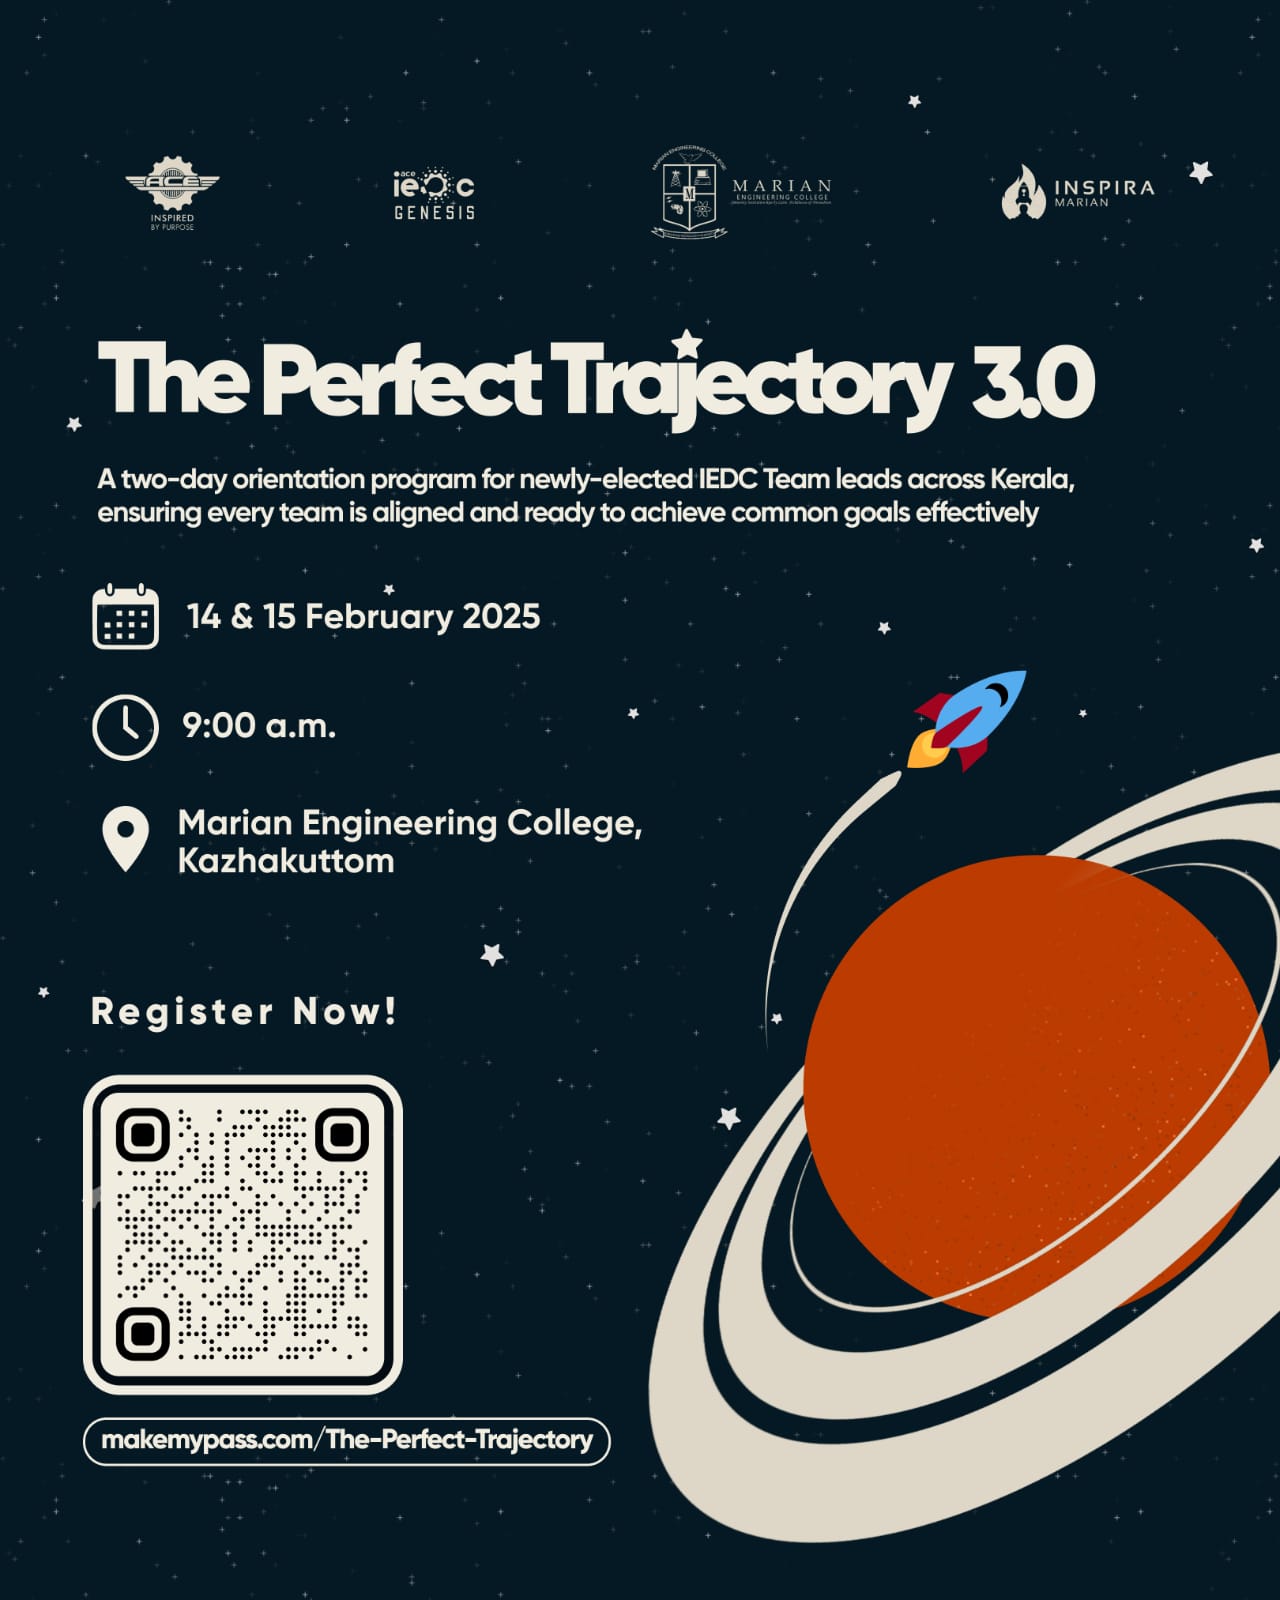 ACE
INSPIRED
BY PURPOSE
ace
ieDc
GENESIS
MARIAN ENGINEERING COLLEGE
M
MARIAN
ENGINEERING COLLEGE
INSPIRA
MARIAN
The Perfect Trajectory 3.0
A two-day orientation program for newly-elected IEDC Team leads across Kerala,
ensuring every team is aligned and ready to achieve common goals effectively
14 & 15 February 2025
9:00 a.m.
Marian Engineering College,
Kazhakuttom
Register Now!
makemypass.com/The-Perfect-Trajectory